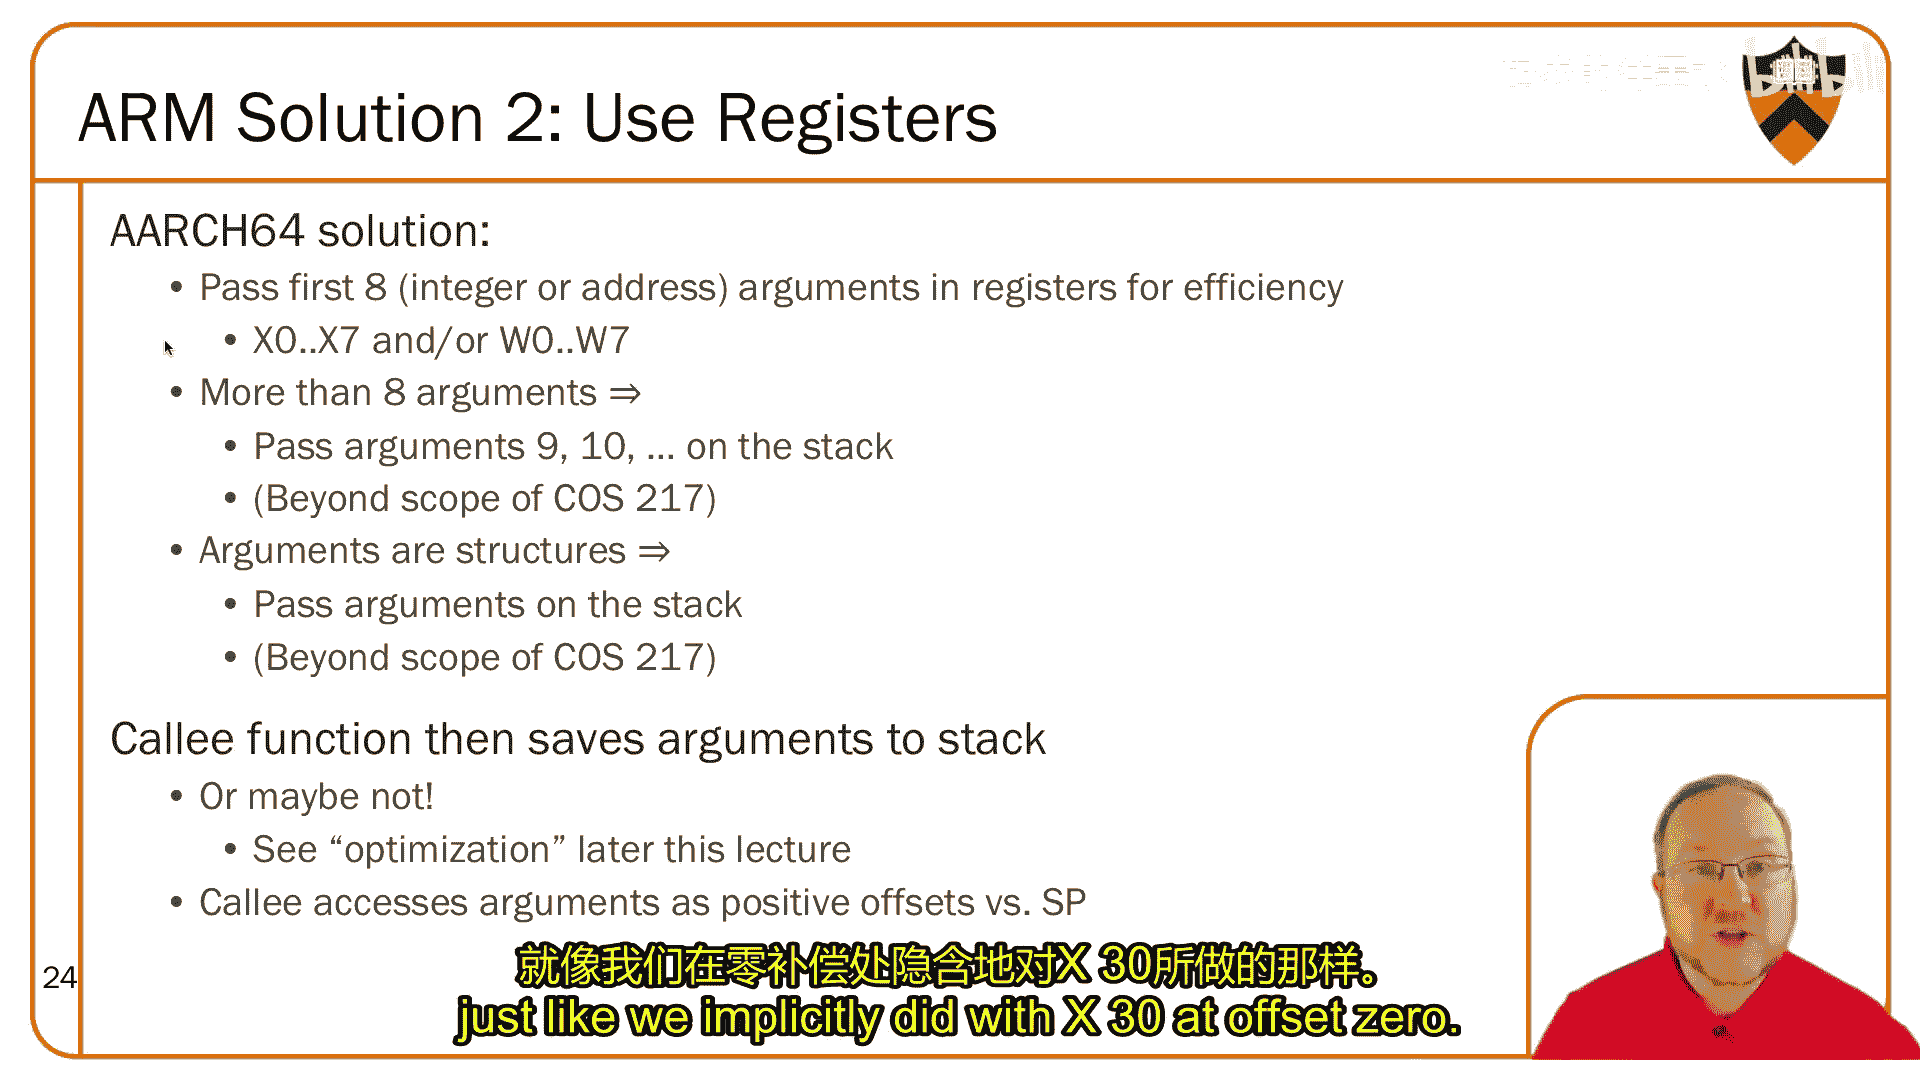 ARM Solution 2: Use Registers
AARCH64 solution:
• Pass first 8 (integer or address) arguments in registers for efficiency
• X0..X7 and/or W0..W7
• More than 8 arguments ⇒
• Pass arguments 9, 10, … on the stack
• (Beyond scope of COS 217)
• Arguments are structures ⇒
• Pass arguments on the stack
• (Beyond scope of COS 217)
Callee function then saves arguments to stack
• Or maybe not!
• See “optimization” later this lecture
• Callee accesses arguments as positive offsets vs. SP
24
就像我们在零补偿处隐含地对X 30所做的那样。
just like we implicitly did with X 30 at offset zero.